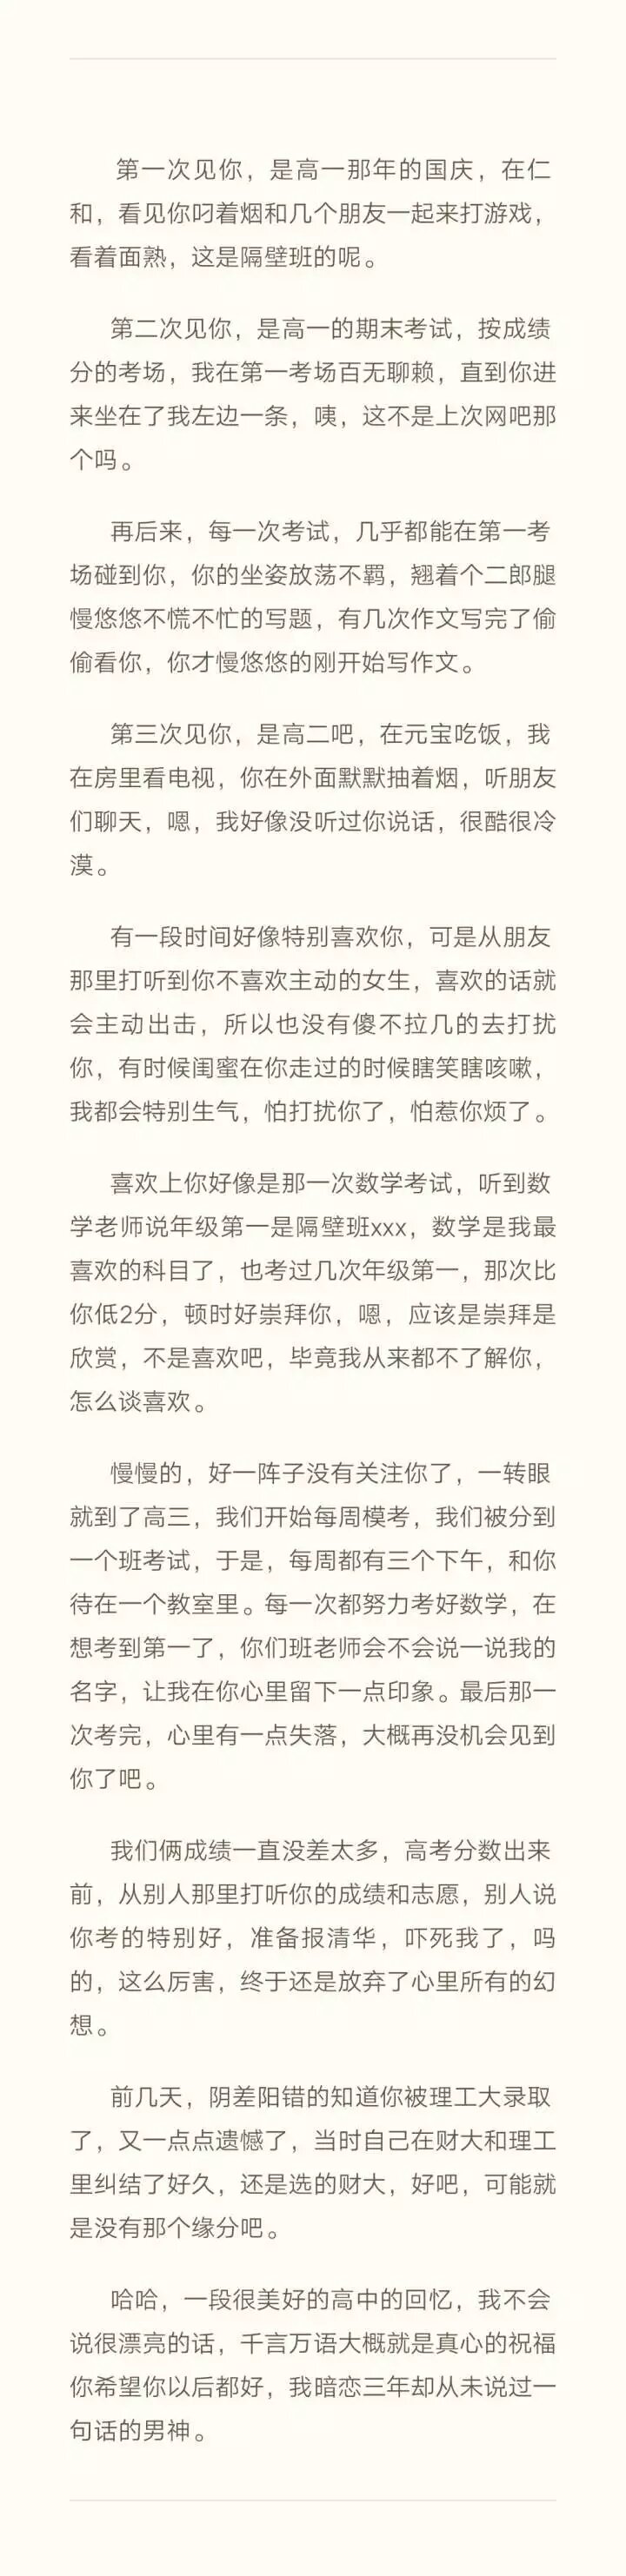 第一次见你，是高一那年的国庆，在仁
和，看见你叼着烟和几个朋友一起来打游戏，
看着面熟，这是隔壁班的呢。
第二次见你，是高一的期末考试，按成绩
分的考场，我在第一考场百无聊赖，直到你进
来坐在了我左边一条，咦，这不是上次网吧那
个吗。
再后来，每一次考试，几乎都能在第一考
场碰到你，你的坐姿放荡不羁，翘着个二郎腿
慢悠悠不慌不忙的写题，有几次作文写完了偷
偷看你，你才慢悠悠的刚开始写作文。
第三次见你，是高二吧，在元宝吃饭，我
在房里看电视，你在外面默默抽着烟，听朋友
们聊天，嗯，我好像没听过你说话，很酷很冷
漠。
有一段时间好像特别喜欢你，可是从朋友
那里打听到你不喜欢主动的女生，喜欢的话就
会主动出击，所以也没有傻不拉几的去打扰
你，有时候闺蜜在你走过的时候瞎笑瞎咳嗽，
我都会特别生气，怕打扰你了，怕惹你烦了。
喜欢上你好像是那一次数学考试，听到数
学老师说年级第一是隔壁班xxx，数学是我最
喜欢的科目了，也考过几次年级第一，那次比
你低2分，顿时好崇拜你，嗯，应该是崇拜是
欣赏，不是喜欢吧，毕竟我从来都不了解你，
怎么谈喜欢。
慢慢的，好一阵子没有关注你了，一转眼
就到了高三，我们开始每周模考，我们被分到
一个班考试，于是，每周都有三个下午，和你
待在一个教室里。每一次都努力考好数学，在
想考到第一了，你们班老师会不会说一说我的
名字，让我在你心里留下一点印象。最后那一
次考完，心里有一点失落，大概再没机会见到
你了吧。
我们俩成绩一直没差太多，高考分数出来
前，从别人那里打听你的成绩和志愿，别人说
你考的特别好，准备报清华，吓死我了，吗
的，这么厉害，终于还是放弃了心里所有的幻
想。
前几天，阴差阳错的知道你被理工大录取
了，又一点点遗憾了，当时自己在财大和理工
里纠结了好久，还是选的财大，好吧，可能就
是没有那个缘分吧。
哈哈，一段很美好的高中的回忆，我不会
说很漂亮的话，千言万语大概就是真心的祝福
你希望你以后都好，我暗恋三年却从未说过一
句话的男神。